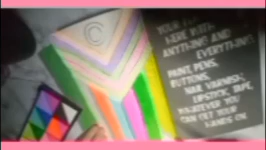 ANYTHING AND
EVERYTHING
PAINT, PENS,
BUTTONS,
NAIL VARNISH,
LIPSTICK, TAPE,
WHATEVER YOU
CAN GET YOUR
HANDS ON